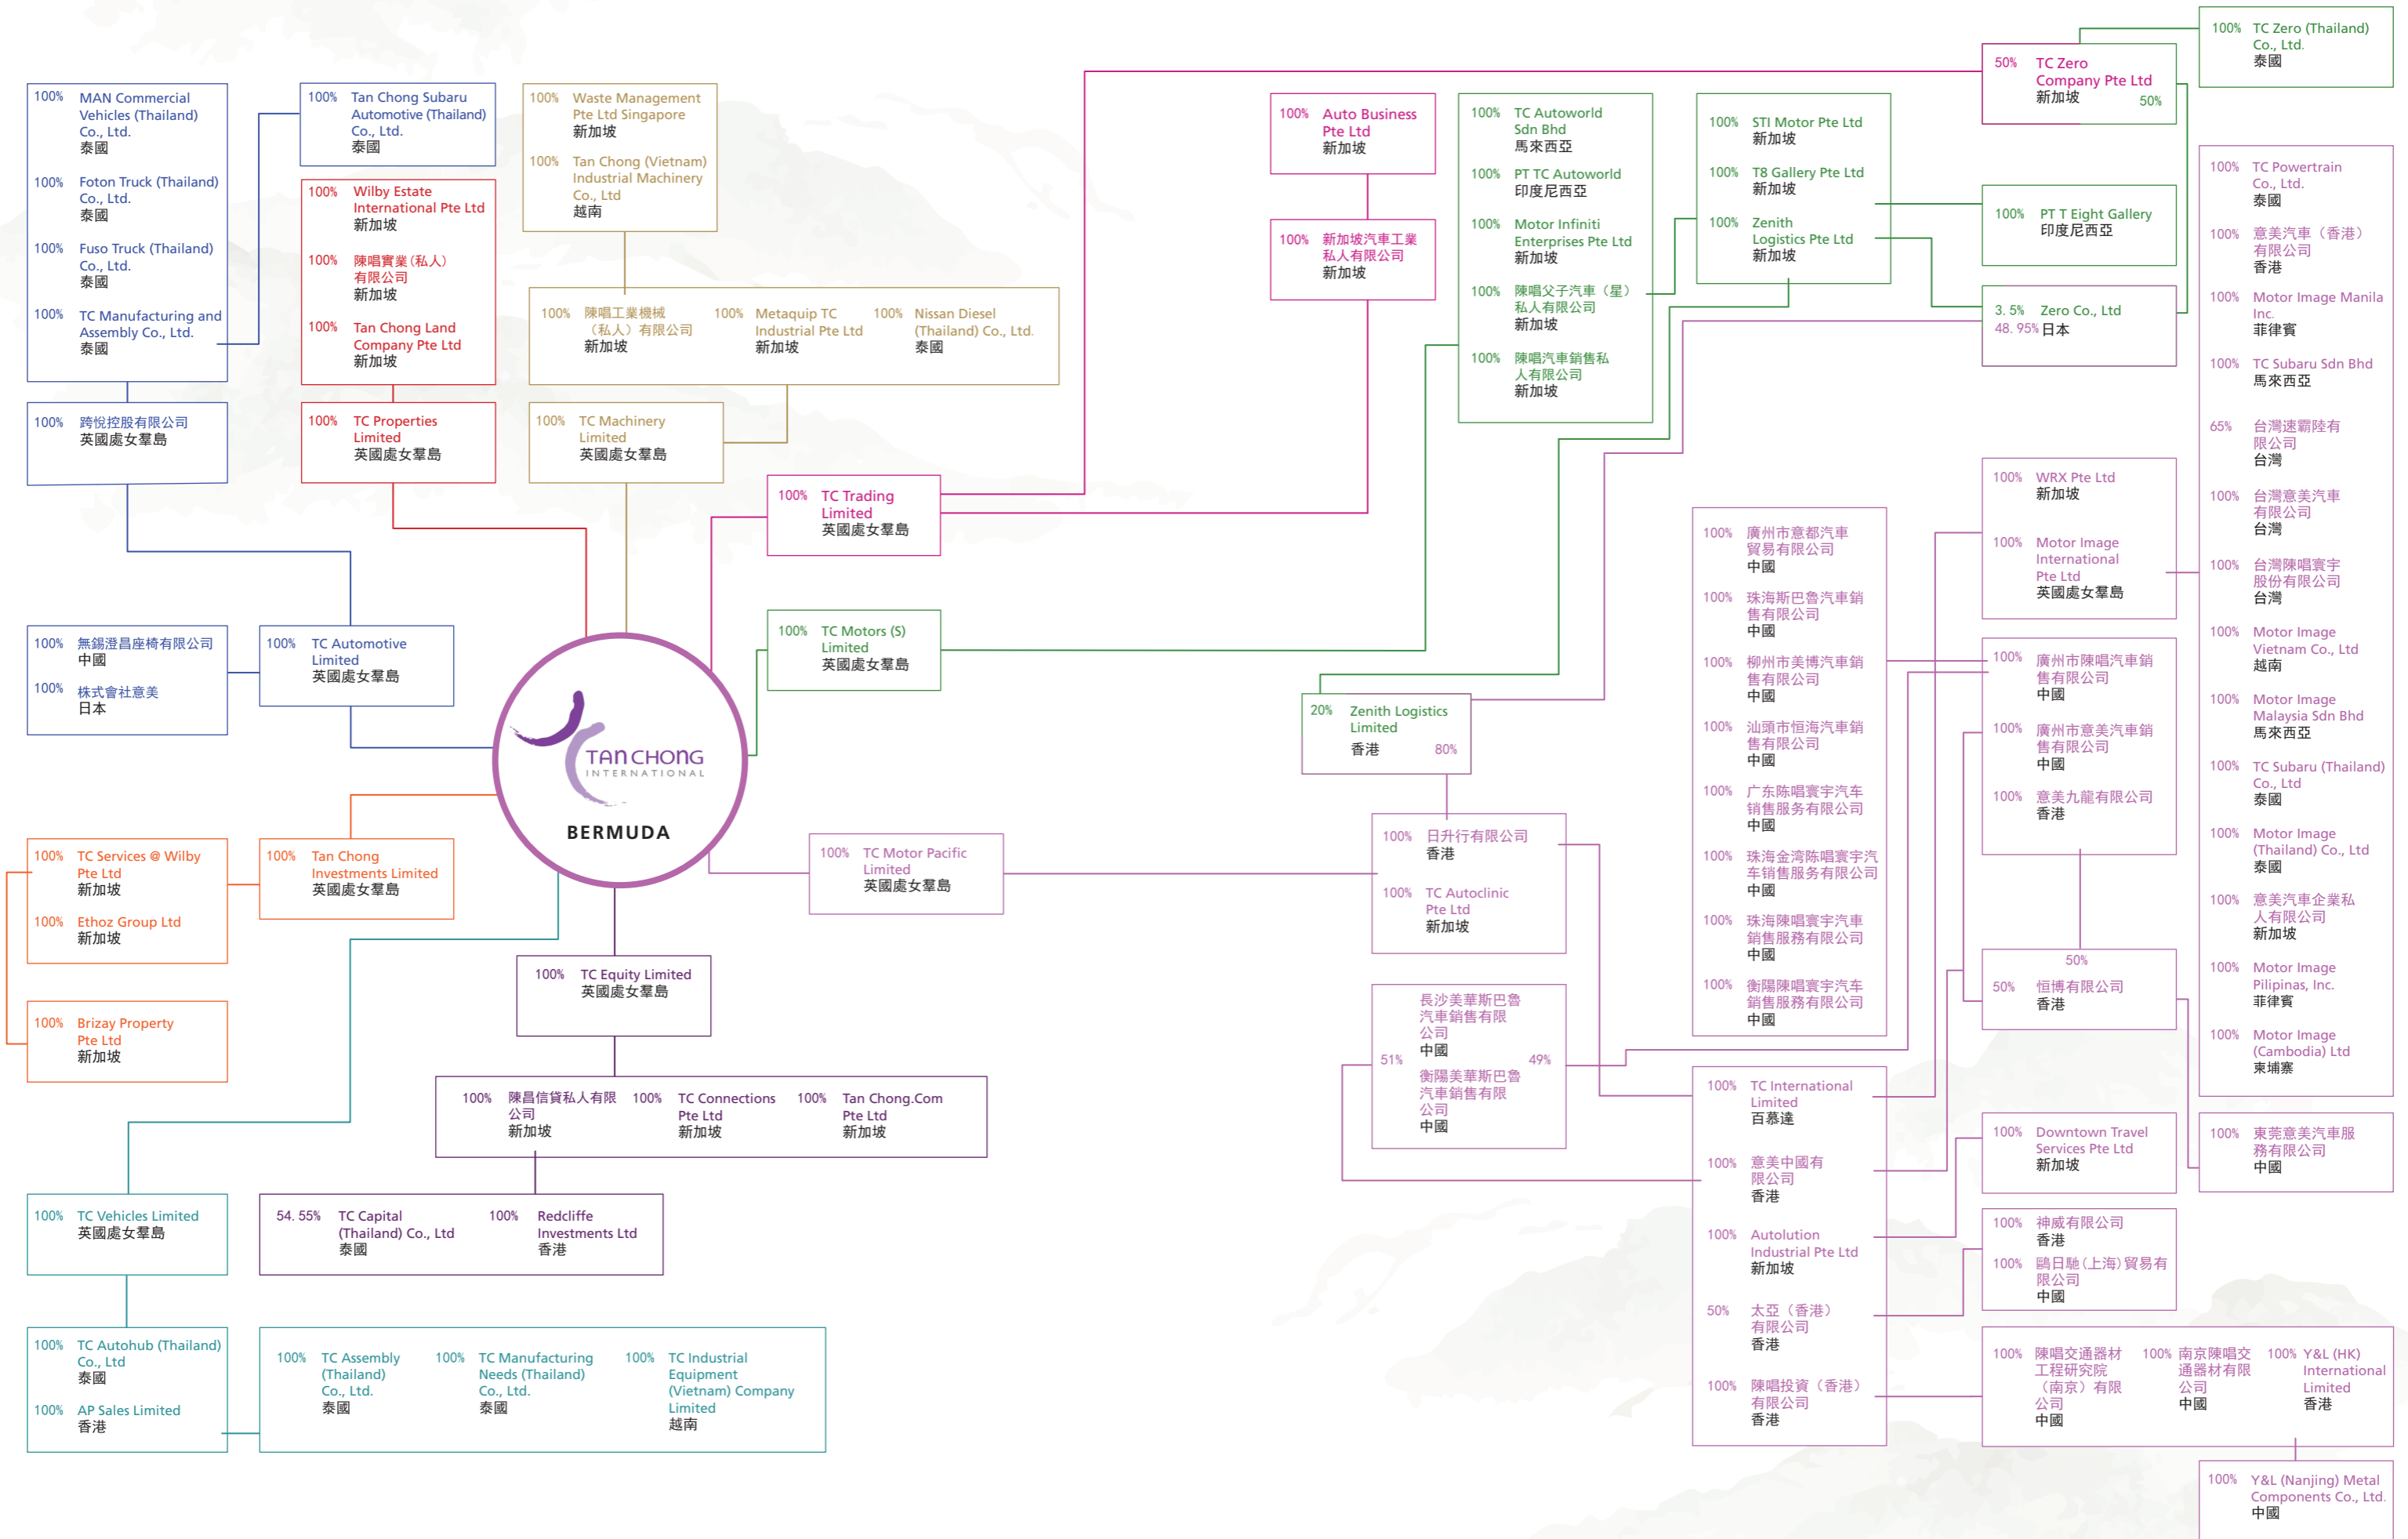 100% MAN Commercial
Vehicles (Thailand)
Co., Ltd.
泰國
100% Foton Truck (Thailand)
Co., Ltd.
泰國
100% Fuso Truck (Thailand)
Co., Ltd.
泰國
100% TC Manufacturing and
Assembly Co., Ltd.
泰國
100% Tan Chong Subaru
Automotive (Thailand)
Co., Ltd.
泰國
100% Wilby Estate
International Pte Ltd
新加坡
100% 陳唱實業(私人)
有限公司
新加坡
100% Tan Chong Land
Company Pte Ltd
新加坡
100% Waste Management
Pte Ltd Singapore
新加坡
100% Tan Chong (Vietnam)
Industrial Machinery
Co., Ltd
越南
100% 陳唱工業機械
（私人）有限公司
新加坡
100% Metaquip TC
Industrial Pte Ltd
新加坡
100% Nissan Diesel
(Thailand) Co., Ltd.
泰國
100% 跨悅控股有限公司
英國處女羣島
100% TC Properties
Limited
英國處女羣島
100% TC Machinery
Limited
英國處女羣島
100% TC Trading
Limited
英國處女羣島
100% 無錫澄昌座椅有限公司
中國
100% 株式會社意美
日本
100% TC Automotive
Limited
英國處女羣島
100% TC Motors (S)
Limited
英國處女羣島
TAN CHONG
INTERNATIONAL
BERMUDA
100% TC Services @ Wilby
Pte Ltd
新加坡
100% Ethoz Group Ltd
新加坡
100% Tan Chong
Investments Limited
英國處女羣島
100% Brizay Property
Pte Ltd
新加坡
100% TC Motor Pacific
Limited
英國處女羣島
100% TC Equity Limited
英國處女羣島
100% 陳昌信貸私人有限
公司
新加坡
100% TC Connections
Pte Ltd
新加坡
100% Tan Chong.Com
Pte Ltd
新加坡
54.55% TC Capital
(Thailand) Co., Ltd
泰國
100% Redcliffe
Investments Ltd
香港
100% TC Vehicles Limited
英國處女羣島
100% TC Autohub (Thailand)
Co., Ltd
泰國
100% AP Sales Limited
香港
100% TC Assembly
(Thailand)
Co., Ltd.
泰國
100% TC Manufacturing
Needs (Thailand)
Co., Ltd.
泰國
100% TC Industrial
Equipment
(Vietnam) Company
Limited
越南
100% Auto Business
Pte Ltd
新加坡
100% 新加坡汽車工業
私人有限公司
新加坡
100% TC Autoworld
Sdn Bhd
馬來西亞
100% PT TC Autoworld
印度尼西亞
100% Motor Infiniti
Enterprises Pte Ltd
新加坡
100% 陳唱父子汽車（星）
私人有限公司
新加坡
100% 陳唱汽車銷售私
人有限公司
新加坡
100% STI Motor Pte Ltd
新加坡
100% T8 Gallery Pte Ltd
新加坡
100% Zenith
Logistics Pte Ltd
新加坡
50% TC Zero
Company Pte Ltd
新加坡
50%
100% TC Zero (Thailand)
Co., Ltd.
泰國
100% PT T Eight Gallery
印度尼西亞
3.5% Zero Co., Ltd
48.95% 日本
20% Zenith Logistics
Limited
香港 80%
100% 日升行有限公司
香港
100% TC Autoclinic
Pte Ltd
新加坡
長沙美華斯巴魯
汽車銷售有限
公司
中國
51% 49%
衡陽美華斯巴魯
汽車銷售有限
公司
中國
100% 廣州市意都汽車
貿易有限公司
中國
100% 珠海斯巴魯汽車銷
售有限公司
中國
100% 柳州市美博汽車銷
售有限公司
中國
100% 汕頭市恒海汽車銷
售有限公司
中國
100% 广东陈唱寰宇汽车
销售服务有限公司
中國
100% 珠海金湾陈唱寰宇汽
车销售服务有限公司
中國
100% 珠海陳唱寰宇汽車
銷售服務有限公司
中國
100% 衡陽陳唱寰宇汽车
銷售服務有限公司
中國
100% TC International
Limited
百慕達
100% 意美中國有
限公司
香港
100% Autolution
Industrial Pte Ltd
新加坡
50% 太亞（香港）
有限公司
香港
100% 陳唱投資（香港）
有限公司
香港
100% WRX Pte Ltd
新加坡
100% Motor Image
International
Pte Ltd
英國處女羣島
100% 廣州市陳唱汽車銷
售有限公司
中國
100% 廣州市意美汽車銷
售有限公司
中國
100% 意美九龍有限公司
香港
50%
50% 恒博有限公司
香港
100% Downtown Travel
Services Pte Ltd
新加坡
100% 神威有限公司
香港
100% 鷗日馳(上海)貿易有
限公司
中國
100% 陳唱交通器材
工程研究院
（南京）有限
公司
中國
100% 南京陳唱交
通器材有限
公司
中國
100% Y&L (HK)
International
Limited
香港
100% Y&L (Nanjing) Metal
Components Co., Ltd.
中國
100% TC Powertrain
Co., Ltd.
泰國
100% 意美汽車（香港）
有限公司
香港
100% Motor Image Manila
Inc.
菲律賓
100% TC Subaru Sdn Bhd
馬來西亞
65% 台灣速霸陸有
限公司
台灣
100% 台灣意美汽車
有限公司
台灣
100% 台灣陳唱寰宇
股份有限公司
台灣
100% Motor Image
Vietnam Co., Ltd
越南
100% Motor Image
Malaysia Sdn Bhd
馬來西亞
100% TC Subaru (Thailand)
Co., Ltd
泰國
100% Motor Image
(Thailand) Co., Ltd
泰國
100% 意美汽車企業私
人有限公司
新加坡
100% Motor Image
Pilipinas, Inc.
菲律賓
100% Motor Image
(Cambodia) Ltd
柬埔寨
100% 東莞意美汽車服
務有限公司
中國